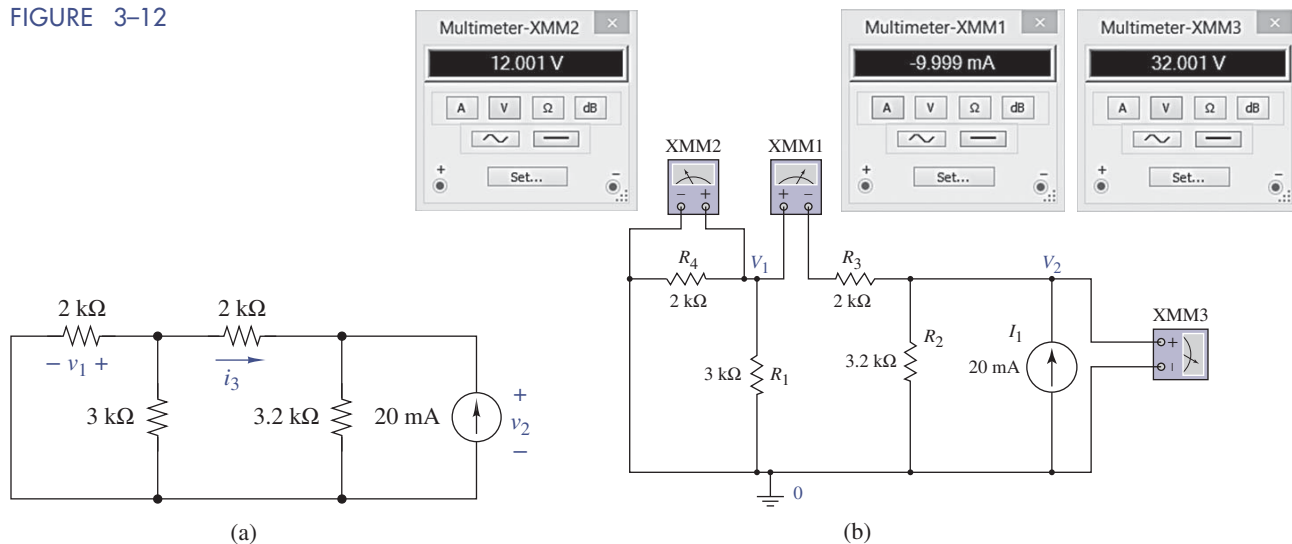 FIGURE 3–12
Multimeter-XMM2
12.001 V
A V Ω dB
Set...
+ -
Multimeter-XMM1
-9.999 mA
A V Ω dB
Set...
+ -
Multimeter-XMM3
32.001 V
A V Ω dB
Set...
+ -
XMM2
XMM1
− +
+ −
R4
V1
R3
V2
2 kΩ
2 kΩ
XMM3
+
−
I1
R2
3.2 kΩ
20 mA
3 kΩ R1
0
(b)
2 kΩ
2 kΩ
− v1 +
i3
3 kΩ
3.2 kΩ
20 mA
+
v2
−
(a)